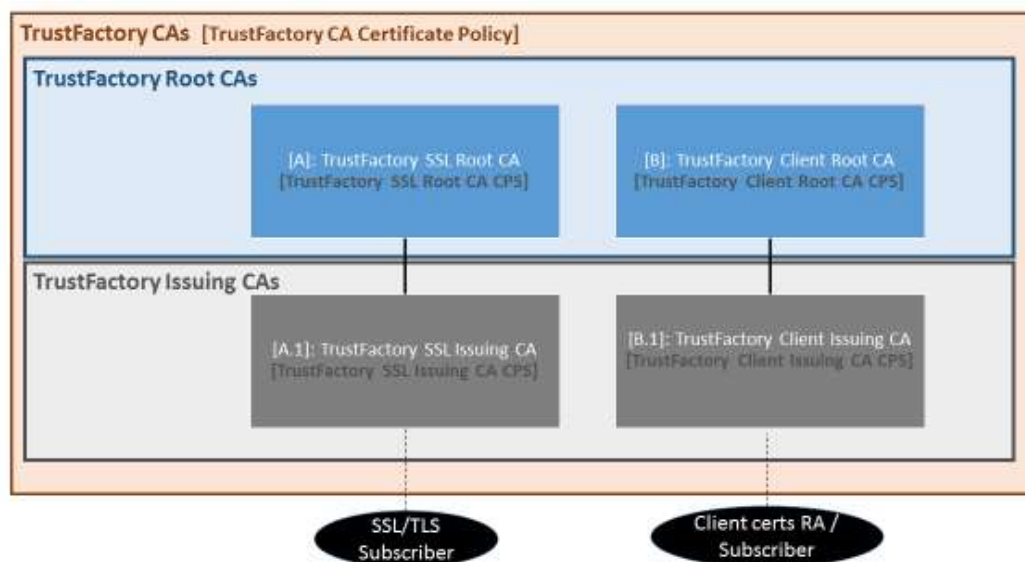 TrustFactory CAs [TrustFactory CA Certificate Policy]
TrustFactory Root CAs
[A]: TrustFactory SSL Root CA
[TrustFactory SSL Root CA CPS]
[B]: TrustFactory Client Root CA
[TrustFactory Client Root CA CPS]
TrustFactory Issuing CAs
[A.1]: TrustFactory SSL Issuing CA
[TrustFactory SSL Issuing CA CPS]
[B.1]: TrustFactory Client Issuing CA
[TrustFactory Client Issuing CA CPS]
SSL/TLS
Subscriber
Client certs RA /
Subscriber